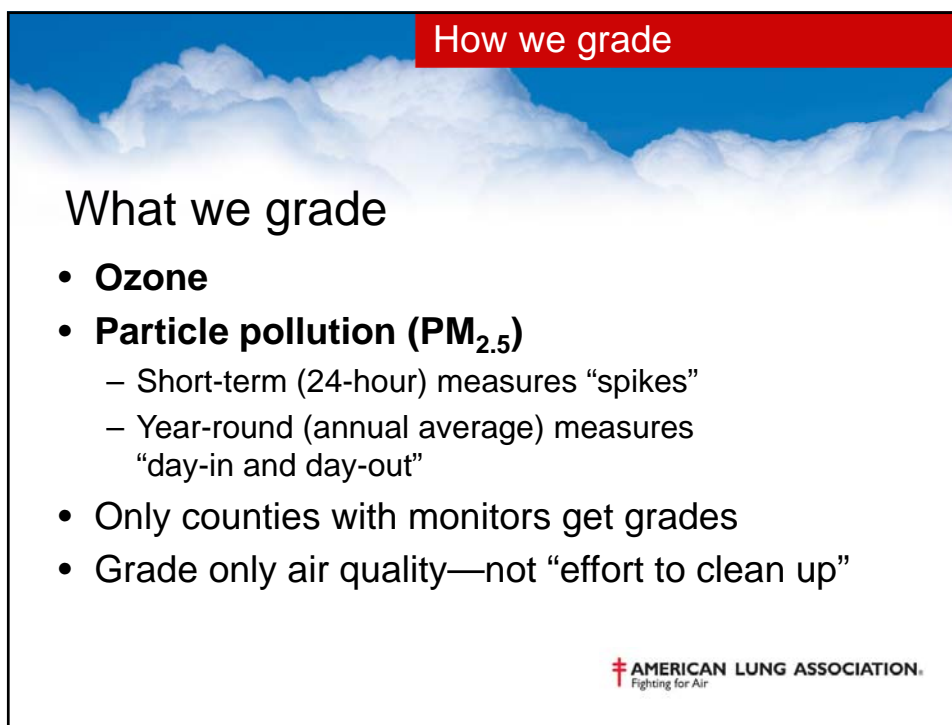 How we grade
What we grade
• Ozone
• Particle pollution (PM₂.₅)
– Short-term (24-hour) measures “spikes”
– Year-round (annual average) measures
“day-in and day-out”
• Only counties with monitors get grades
• Grade only air quality—not “effort to clean up”
AMERICAN LUNG ASSOCIATION.
Fighting for Air